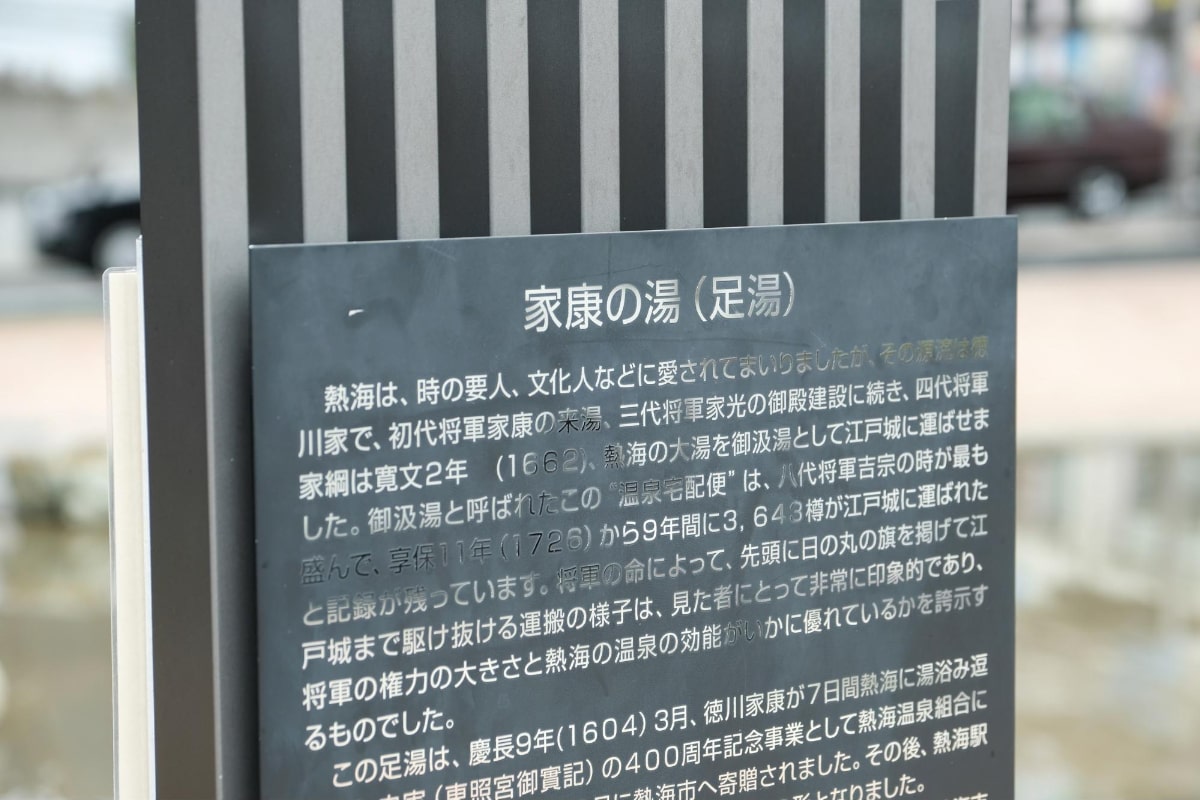 家康の湯（足湯）
熱海は、時の要人、文化人などに愛されてまいりましたが、その源流は徳
川家で、初代将軍家康の来湯、三代将軍家光の御殿建設に続き、四代将軍
家綱は寛文2年　(1662)、熱海の大湯を御汲湯として江戸城に運ばせま
した。御汲湯と呼ばれたこの“温泉宅配便”は、八代将軍吉宗の時が最も
盛んで、享保11年(1726)から9年間に3,643樽が江戸城に運ばれた
と記録が残っています。将軍の命によって、先頭に日の丸の旗を掲げて江
戸城まで駆け抜ける運搬の様子は、見た者にとって非常に印象的であり、
将軍の権力の大きさと熱海の温泉の効能がいかに優れているかを誇示す
るものでした。
この足湯は、慶長9年(1604)3月、徳川家康が7日間熱海に湯浴み逗
（東照宮御實記）の400周年記念事業として熱海温泉組合に
に熱海市へ寄贈されました。その後、熱海駅
となりました。